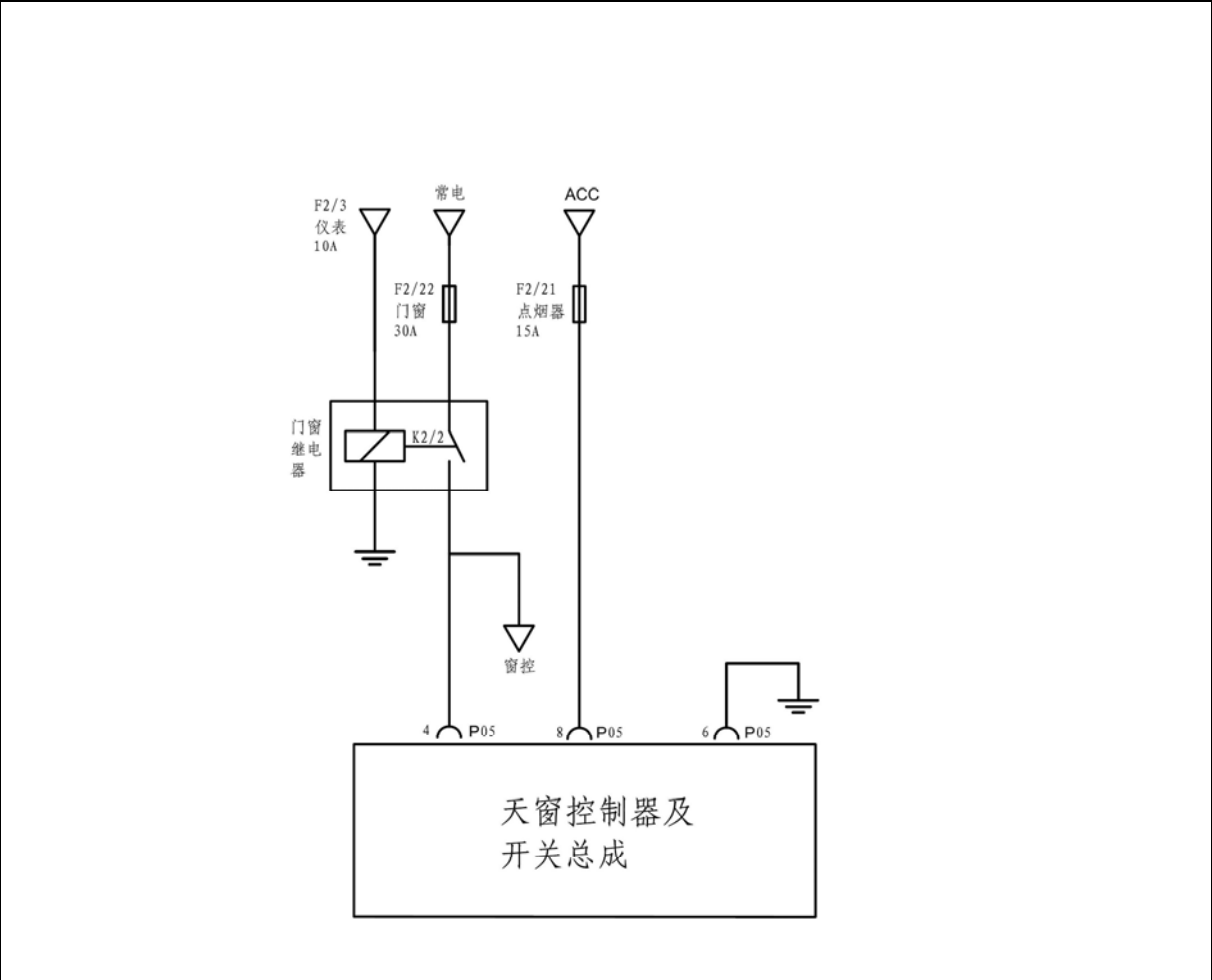 常电
ACC
F2/3
仪表
10A
F2/22
门窗
30A
F2/21
点烟器
15A
门窗
继电
器
K2/2
窗控
4
P05
8
P05
6
P05
天窗控制器及
开关总成